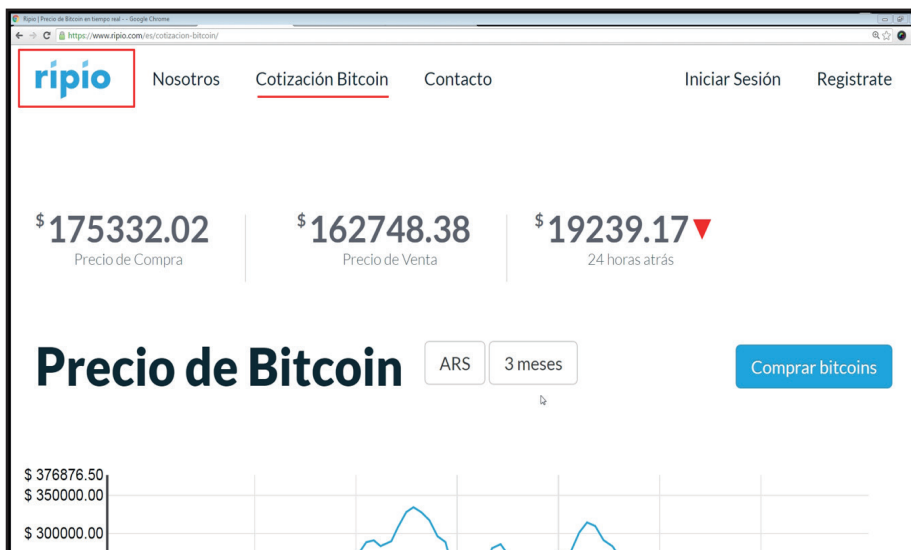 Ripio | Precio de Bitcoin en tiempo real - - Google Chrome
https://www.ripio.com/es/cotizacion-bitcoin/
ripio Nosotros Cotización Bitcoin Contacto Iniciar Sesión Registrate
$175332.02 $162748.38 $19239.17
Precio de Compra Precio de Venta 24 horas atrás
Precio de Bitcoin ARS 3 meses Comprar bitcoins
$ 376876.50
$ 350000.00
$ 300000.00